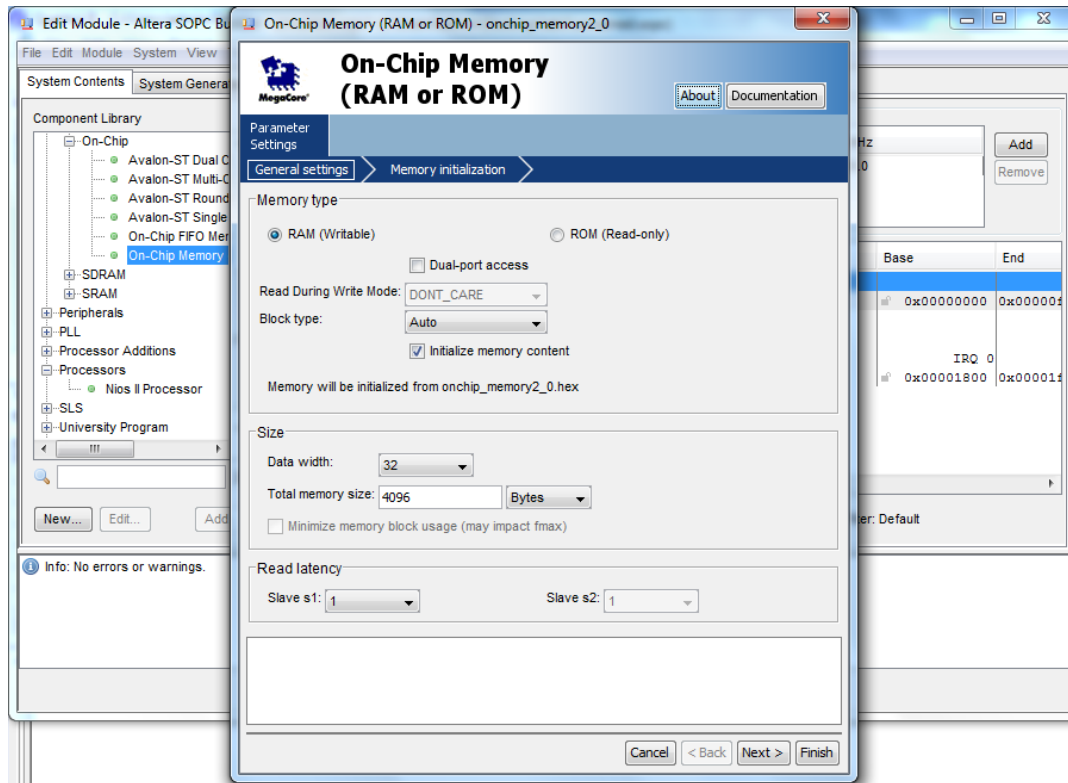 Edit Module - Altera SOPC Bu
On-Chip Memory (RAM or ROM) - onchip_memory2_0
File Edit Module System View
System Contents
System Genera
Component Library
On-Chip
Avalon-ST Dual C
Avalon-ST Multi-C
Avalon-ST Round
Avalon-ST Single
On-Chip FIFO Mer
On-Chip Memory
SDRAM
SRAM
Peripherals
PLL
Processor Additions
Processors
Nios II Processor
SLS
University Program
New...
Edit...
Add
Info: No errors or warnings.
MegaCore®
On-Chip Memory
(RAM or ROM)
About
Documentation
Parameter
Settings
General settings
Memory initialization
Memory type
RAM (Writable)
ROM (Read-only)
Dual-port access
Read During Write Mode: DONT_CARE
Block type: Auto
Initialize memory content
Memory will be initialized from onchip_memory2_0.hex
Size
Data width: 32
Total memory size: 4096 Bytes
Minimize memory block usage (may impact fmax)
Read latency
Slave s1: 1
Slave s2: 1
Cancel
< Back
Next >
Finish
Hz
.0
Add
Remove
Base
End
0x00000000 0x00000f
IRQ 0
0x00001800 0x00001f
er: Default